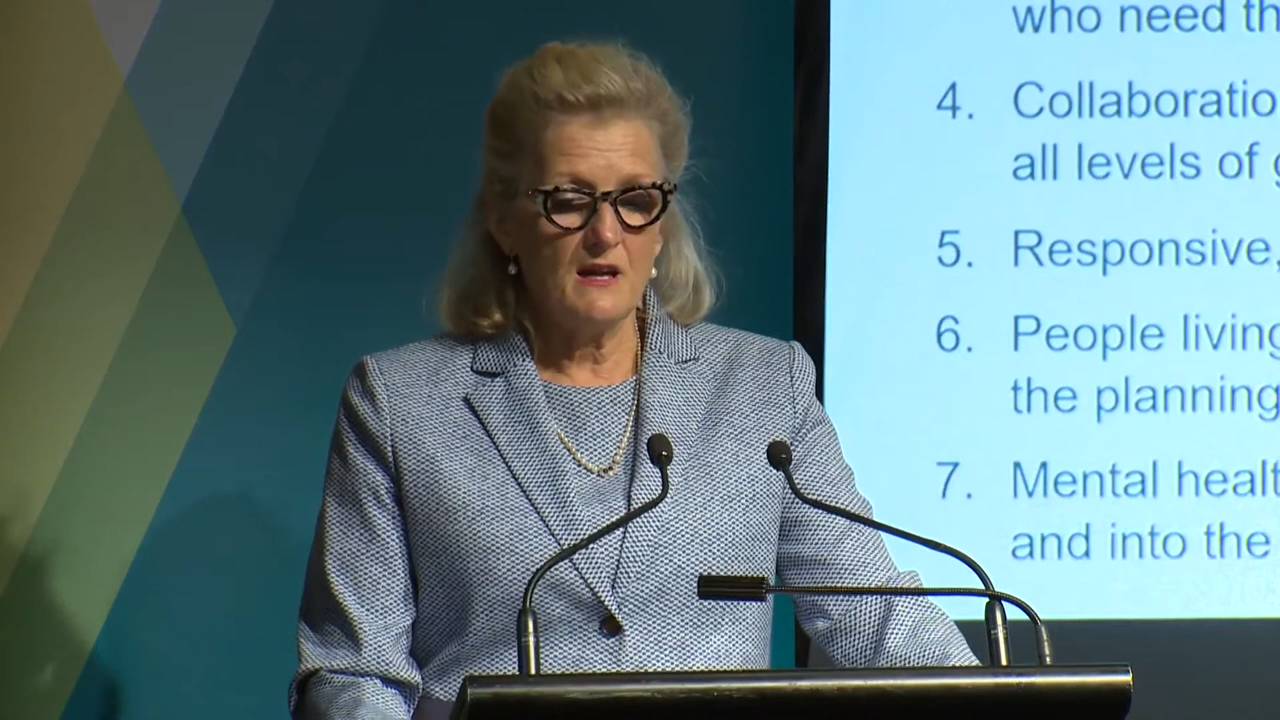 who need th
4. Collaboratio
all levels of
5. Responsive,
6. People living
the planning
7. Mental healt
and into the